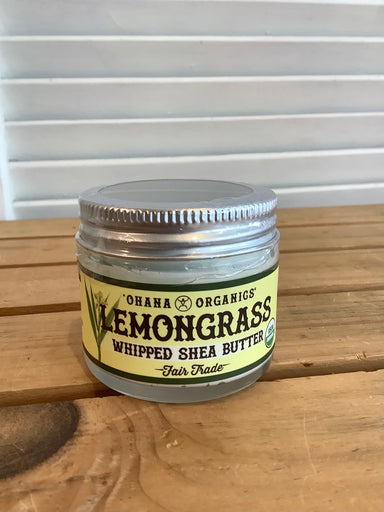 'OHANA ORGANICS'
LEMONGRASS
WHIPPED SHEA BUTTER
Fair Trade